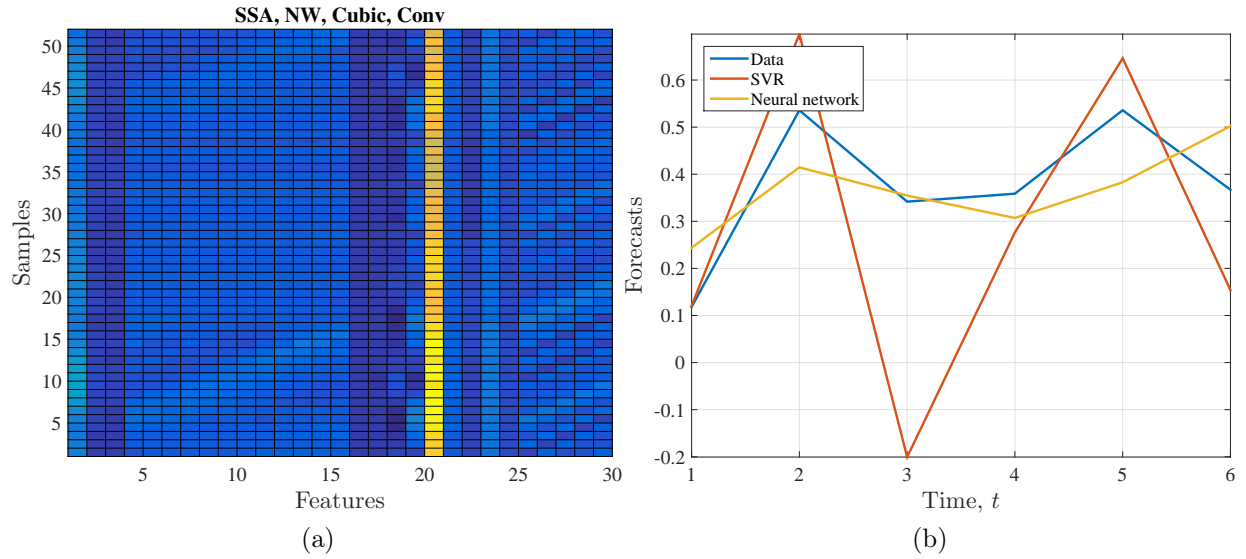 SSA, NW, Cubic, Conv
50
45
40
35
30
25
20
15
10
5
Samples
5 10 15 20 25 30
Features
(a)
Data
SVR
Neural network
0.6
0.5
0.4
0.3
0.2
0.1
0
-0.1
-0.2
Forecasts
1 2 3 4 5 6
Time, t
(b)